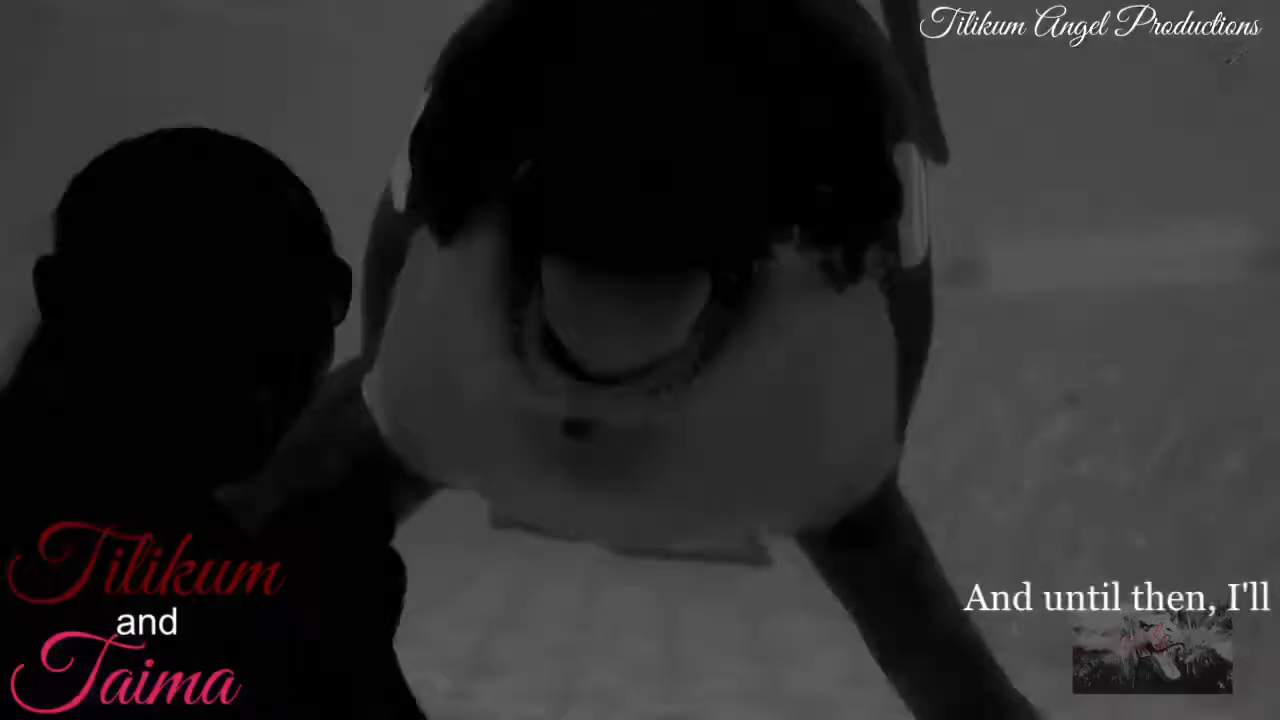 Tilikum Angel Productions
And until then, I'll
Tilikum
and
Taima